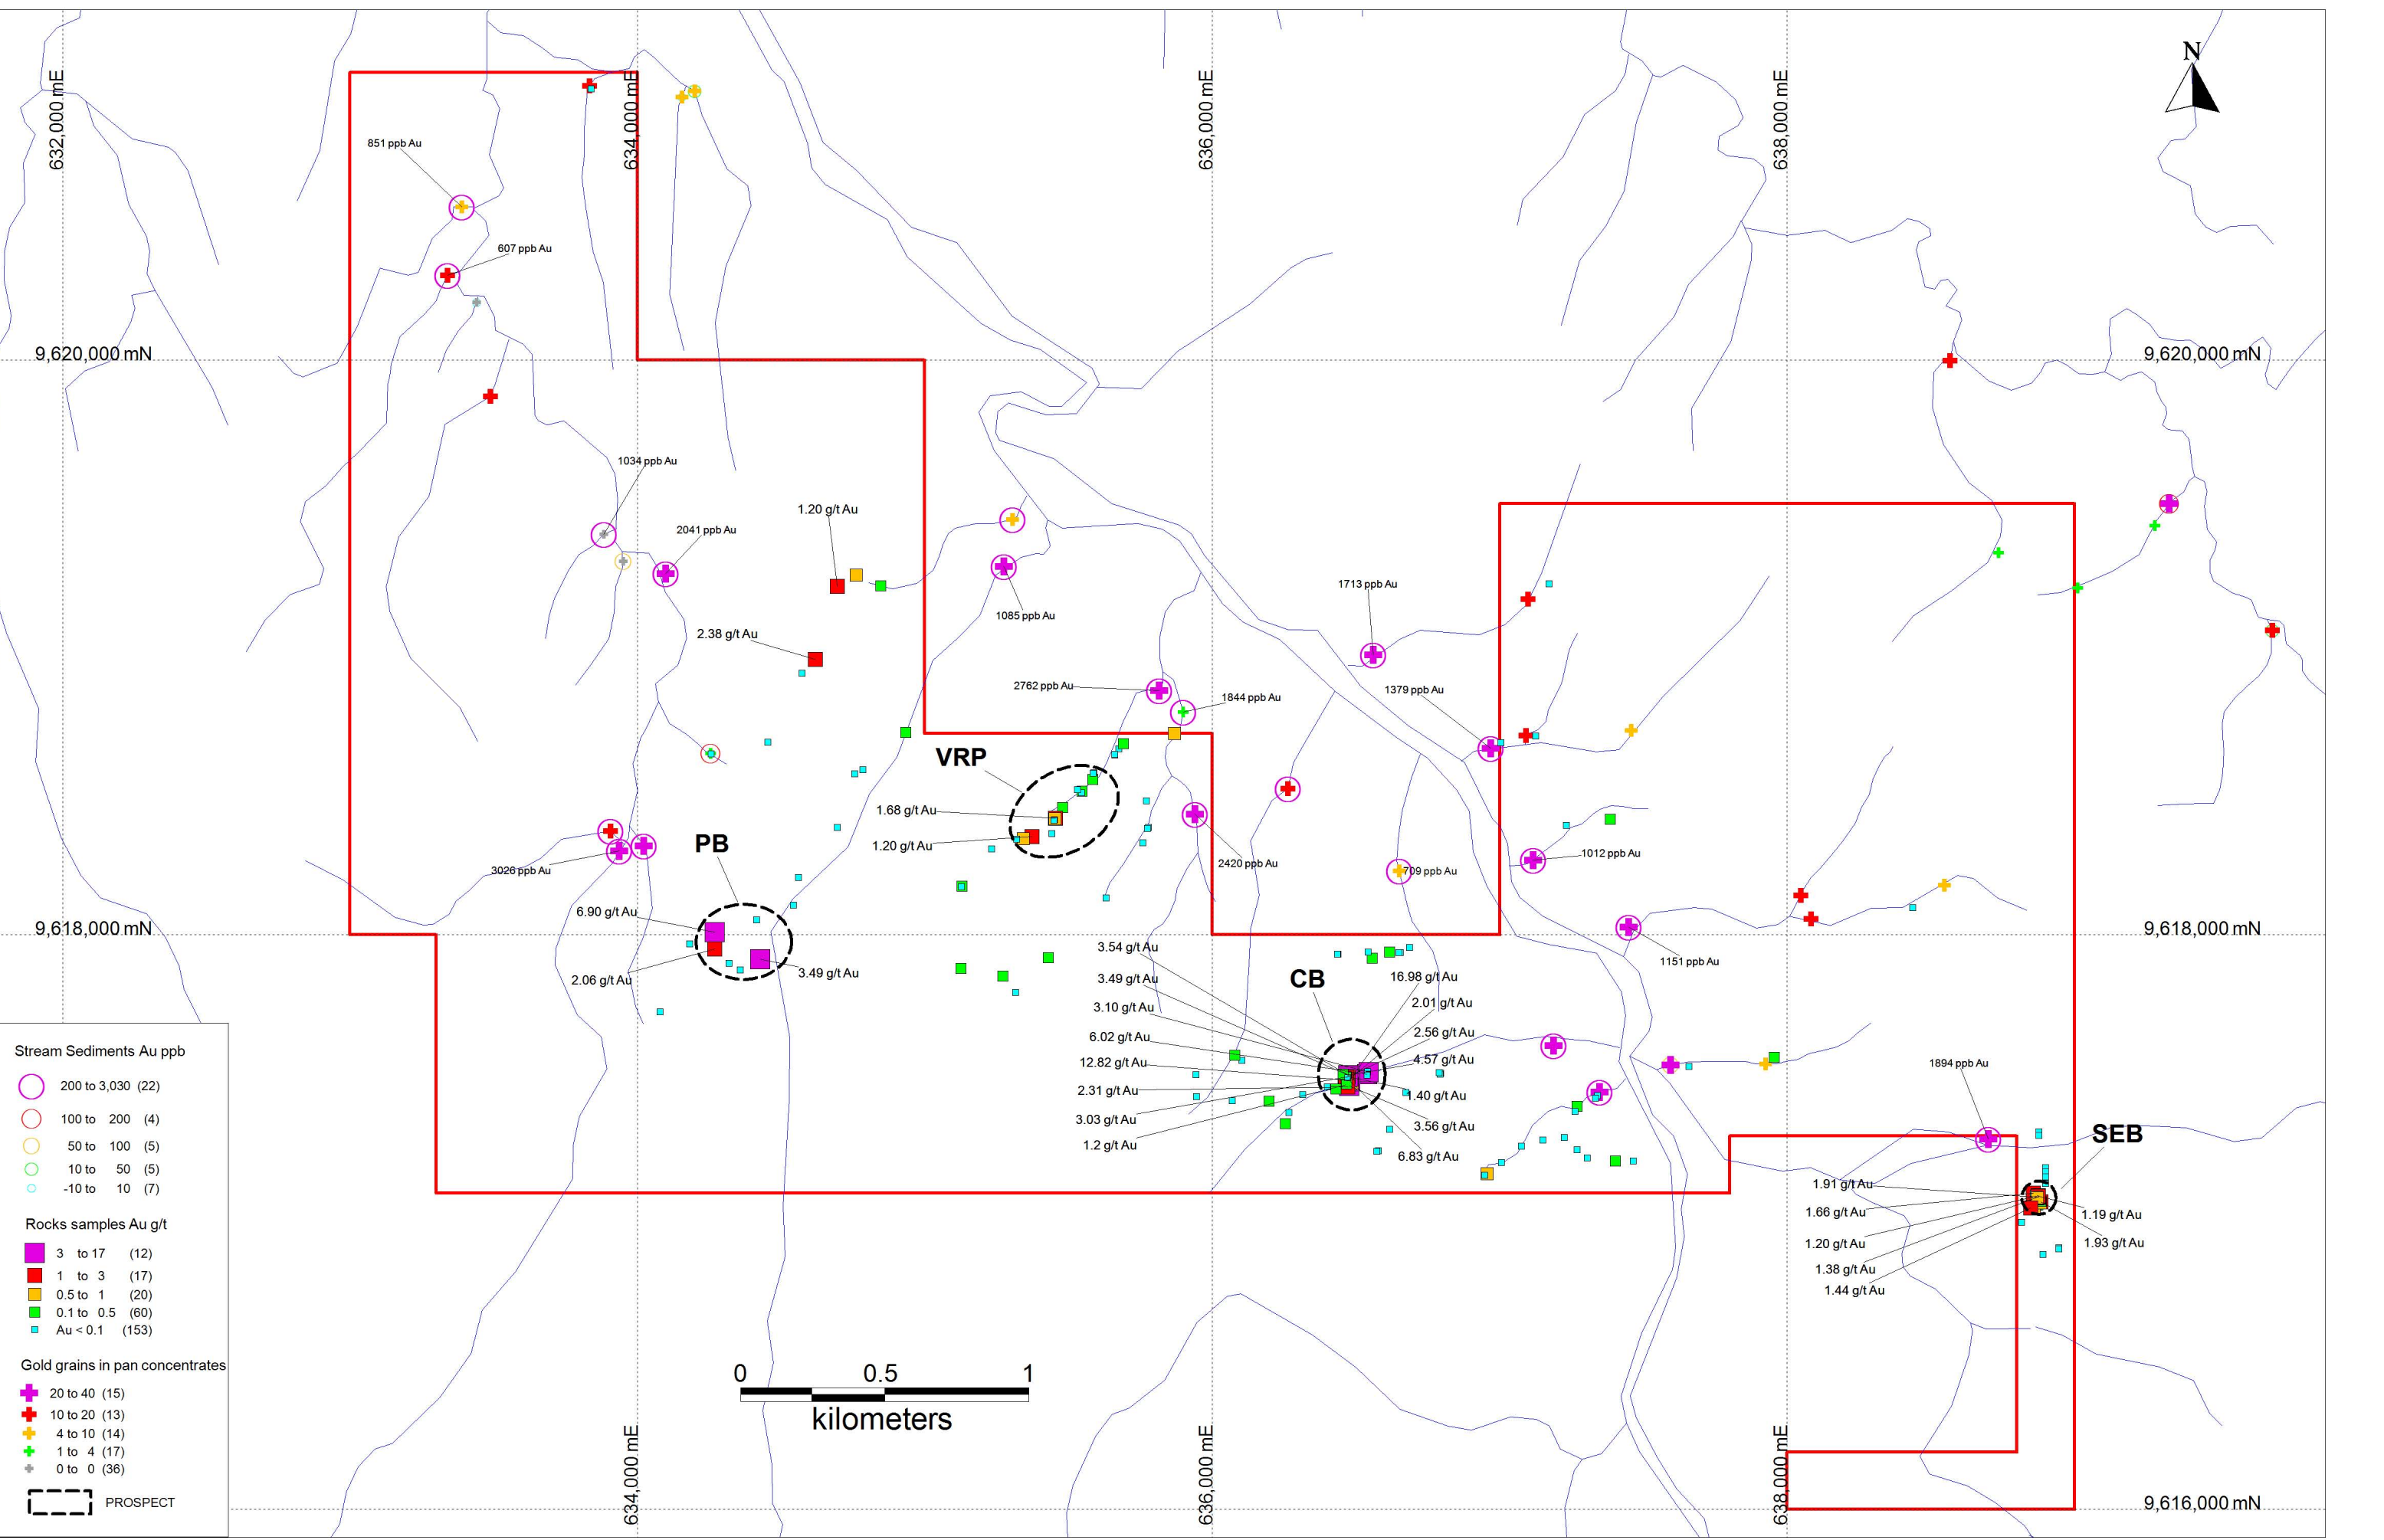 N
632,000 mE
634,000 mE
636,000 mE
638,000 mE
851 ppb Au
607 ppb Au
9,620,000 mN
9,620,000 mN
1034 ppb Au
2041 ppb Au
1.20 g/t Au
2.38 g/t Au
1085 ppb Au
1713 ppb Au
2762 ppb Au
1844 ppb Au
1379 ppb Au
VRP
1.68 g/t Au
1.20 g/t Au
PB
3026 ppb Au
2420 ppb Au
709 ppb Au
1012 ppb Au
6.90 g/t Au
9,618,000 mN
2.06 g/t Au
3.49 g/t Au
1151 ppb Au
CB
3.54 g/t Au
3.49 g/t Au
3.10 g/t Au
6.02 g/t Au
12.82 g/t Au
2.31 g/t Au
3.03 g/t Au
1.2 g/t Au
16.98 g/t Au
2.01 g/t Au
2.56 g/t Au
4.57 g/t Au
1.40 g/t Au
3.56 g/t Au
6.83 g/t Au
1894 ppb Au
SEB
1.91 g/t Au
1.66 g/t Au
1.20 g/t Au
1.38 g/t Au
1.44 g/t Au
1.19 g/t Au
1.93 g/t Au
Stream Sediments Au ppb
200 to 3,030 (22)
100 to 200 (4)
50 to 100 (5)
10 to 50 (5)
-10 to 10 (7)
Rocks samples Au g/t
3 to 17 (12)
1 to 3 (17)
0.5 to 1 (20)
0.1 to 0.5 (60)
Au < 0.1 (153)
Gold grains in pan concentrates
20 to 40 (15)
10 to 20 (13)
4 to 10 (14)
1 to 4 (17)
0 to 0 (36)
PROSPECT
0 0.5 1
kilometers
634,000 mE
636,000 mE
638,000 mE
9,616,000 mN